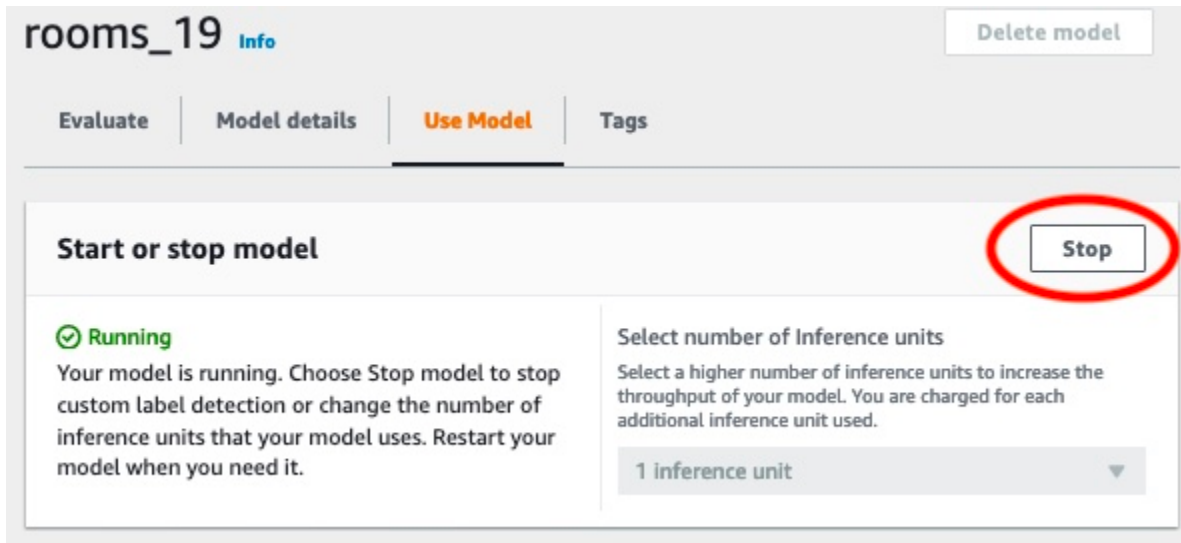 rooms_19 Info
Delete model
Evaluate
Model details
Use Model
Tags
Start or stop model
Stop
Running
Your model is running. Choose Stop model to stop
custom label detection or change the number of
inference units that your model uses. Restart your
model when you need it.
Select number of Inference units
Select a higher number of inference units to increase the
throughput of your model. You are charged for each
additional inference unit used.
1 inference unit